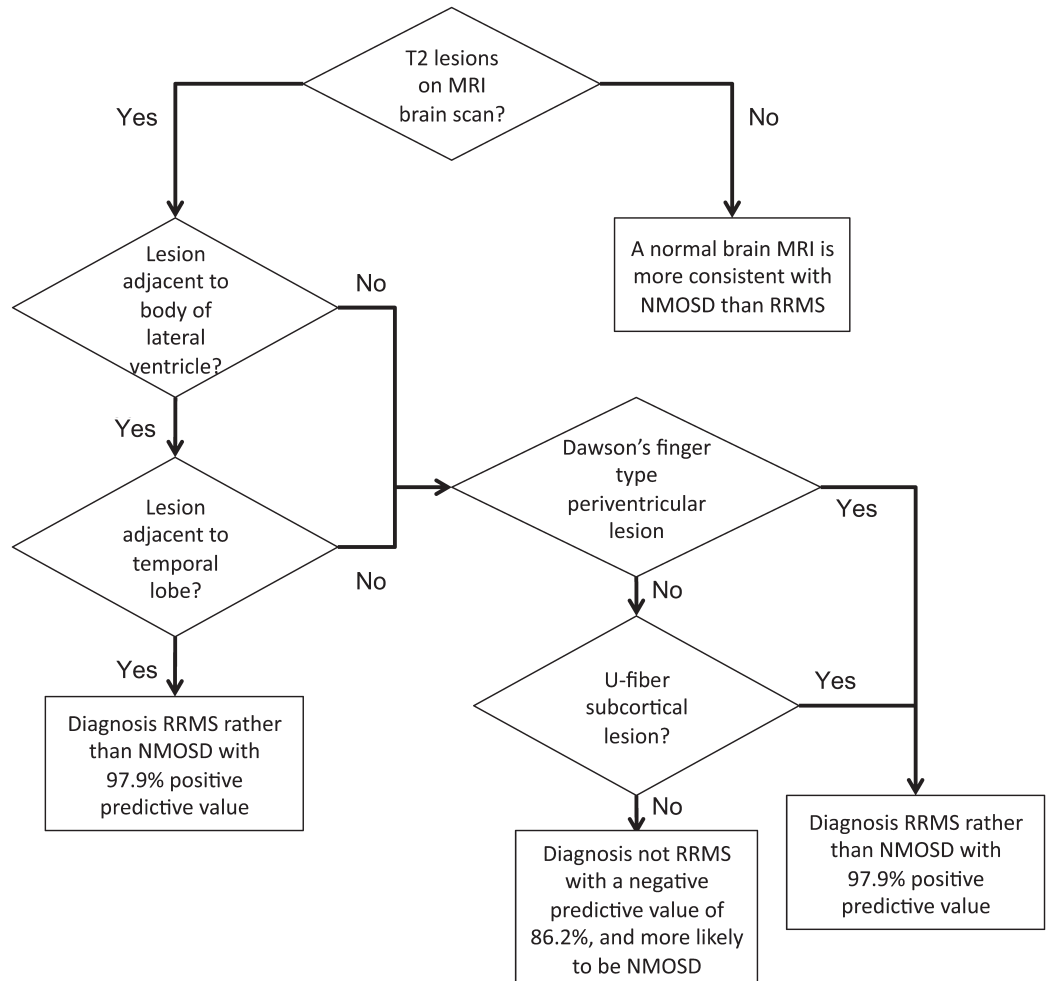 T2 lesions
on MRI
brain scan?
Yes
No
Lesion
adjacent to
body of
lateral
ventricle?
No
A normal brain MRI is
more consistent with
NMOSD than RRMS
Yes
Lesion
adjacent to
temporal
lobe?
No
Dawson’s finger
type
periventricular
lesion
Yes
No
Yes
Diagnosis RRMS rather
than NMOSD with
97.9% positive
predictive value
U-fiber
subcortical
lesion?
Yes
No
Diagnosis not RRMS
with a negative
predictive value of
86.2%, and more likely
to be NMOSD
Diagnosis RRMS rather
than NMOSD with
97.9% positive
predictive value